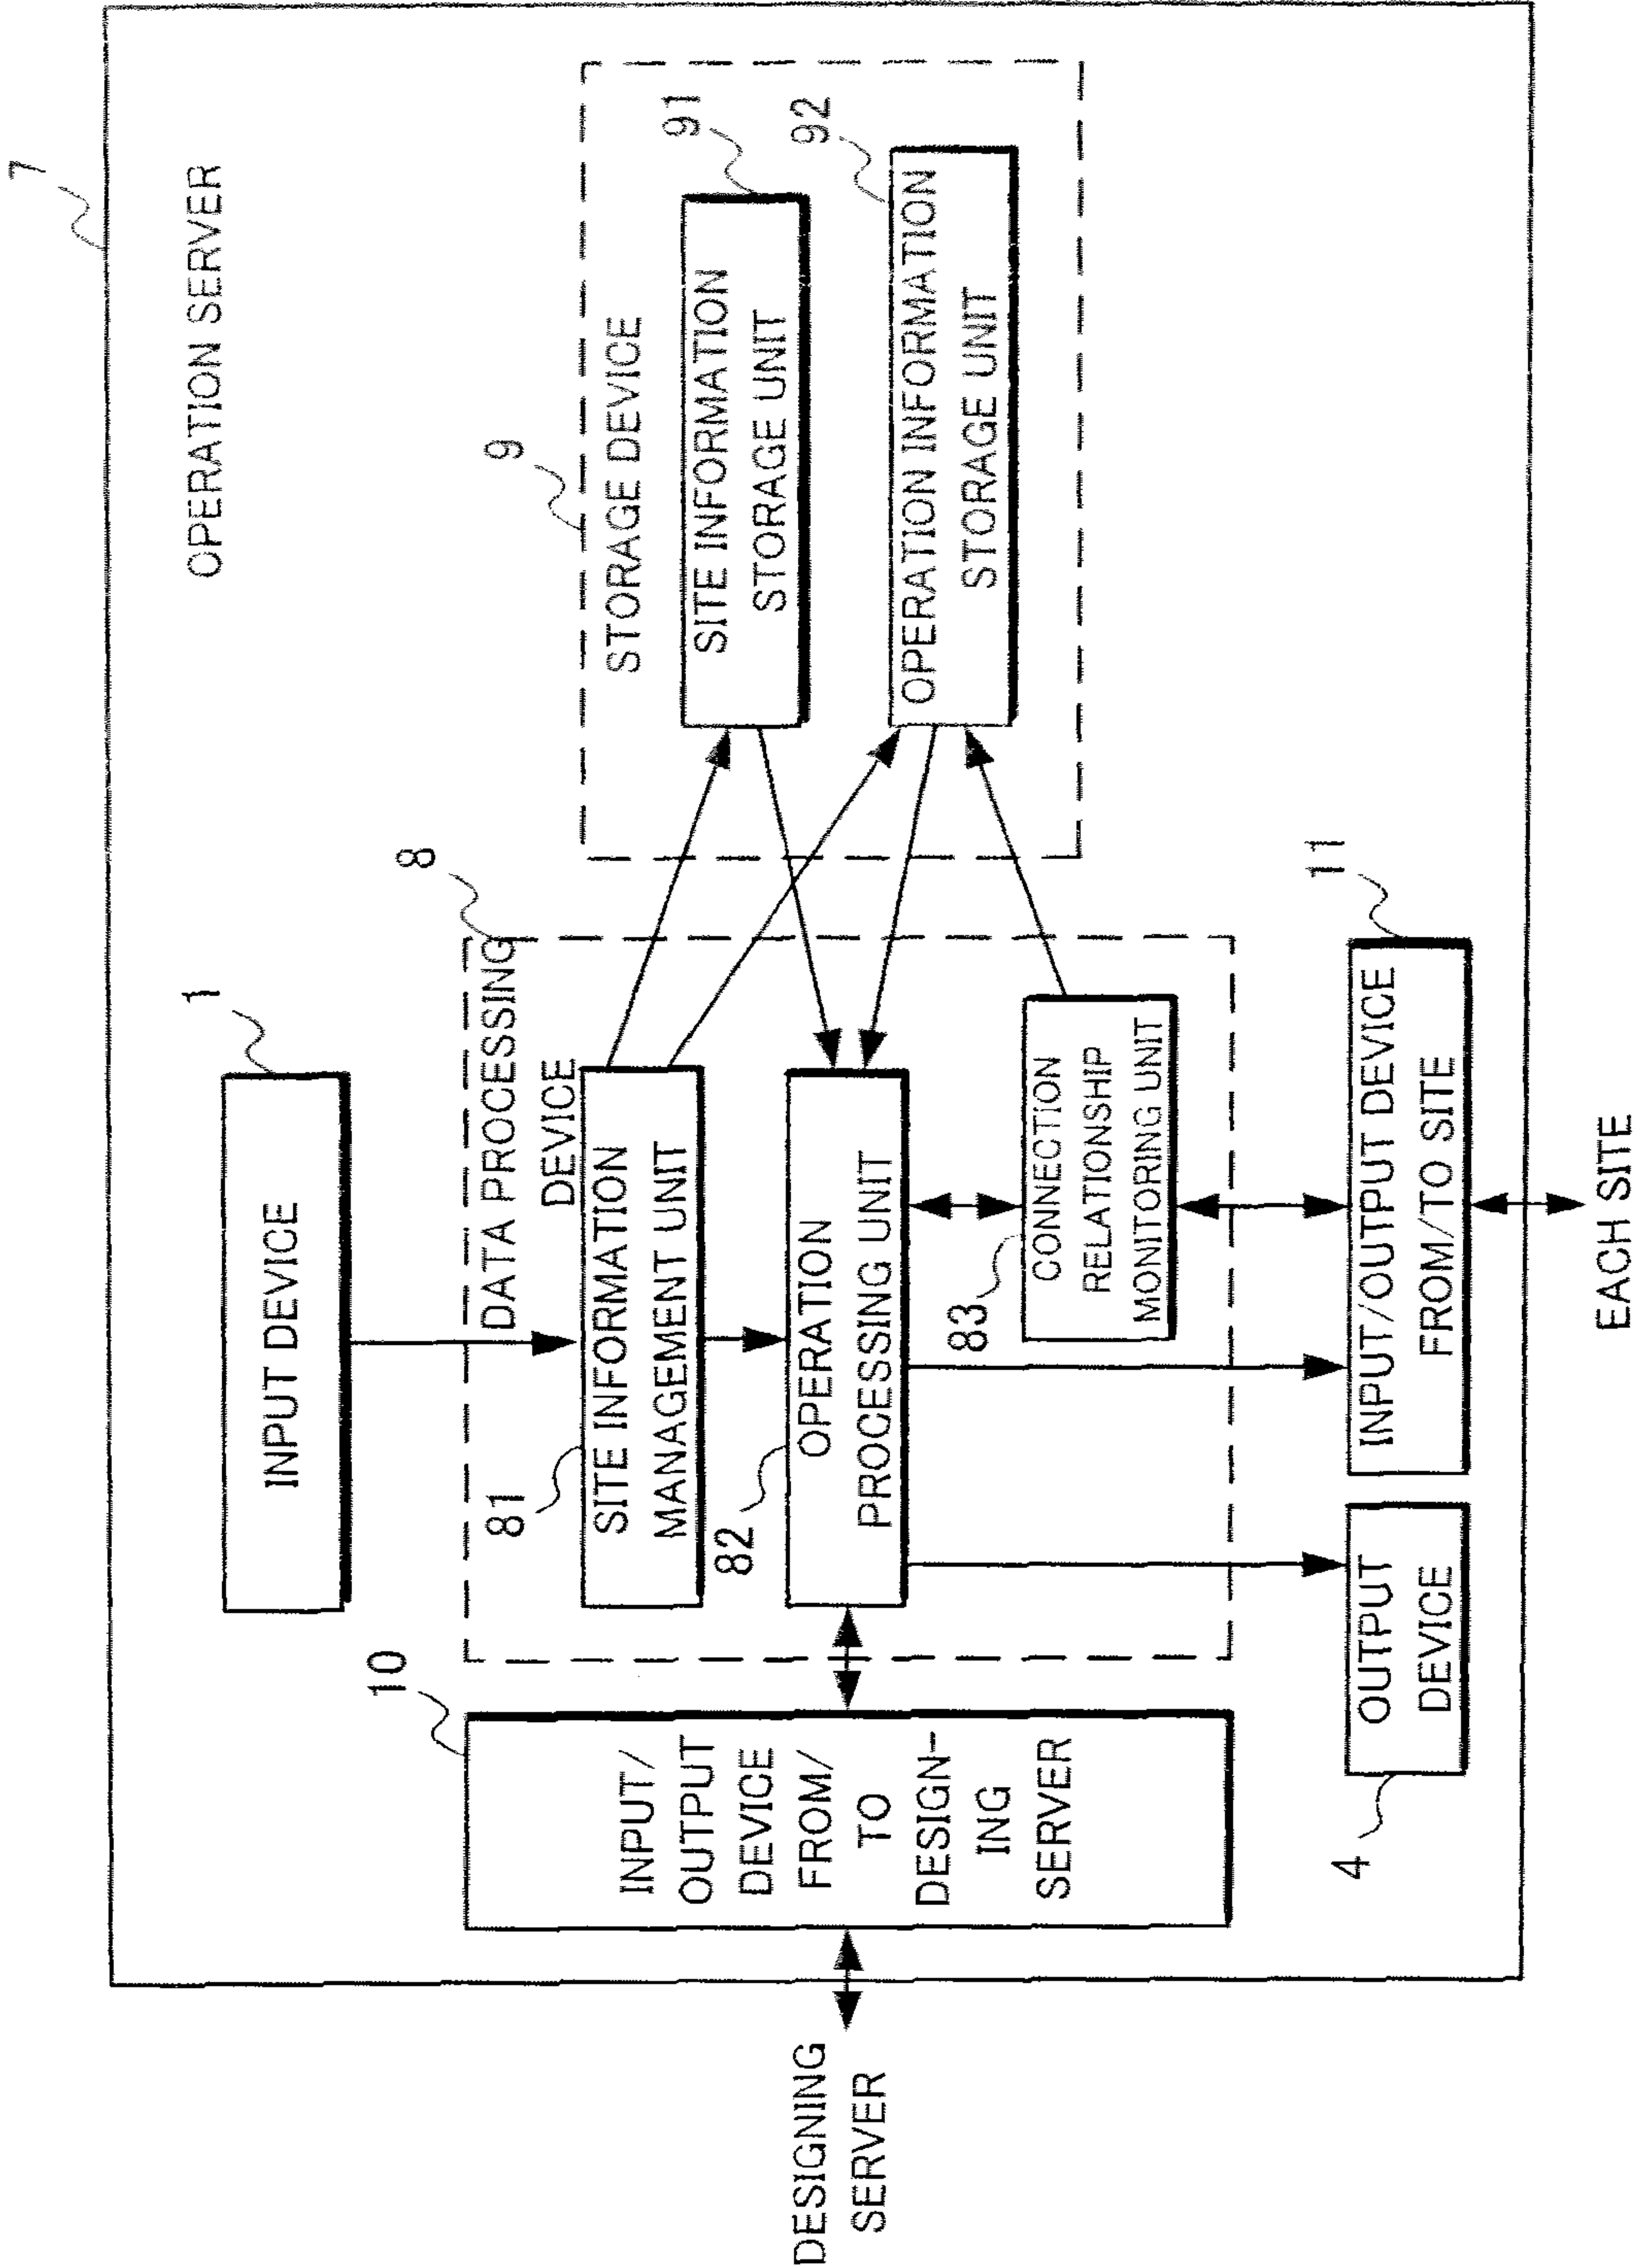 7
OPERATION SERVER
1
INPUT DEVICE
8
DATA PROCESSING
DEVICE
81
SITE INFORMATION
MANAGEMENT UNIT
82
OPERATION
PROCESSING UNIT
83
CONNECTION
RELATIONSHIP
MONITORING UNIT
9
STORAGE DEVICE
91
SITE INFORMATION
STORAGE UNIT
92
OPERATION INFORMATION
STORAGE UNIT
10
INPUT/
OUTPUT
DEVICE
FROM/
TO
DESIGN-
ING
SERVER
DESIGNING
SERVER
4
OUTPUT
DEVICE
11
INPUT/OUTPUT DEVICE
FROM/TO SITE
EACH SITE